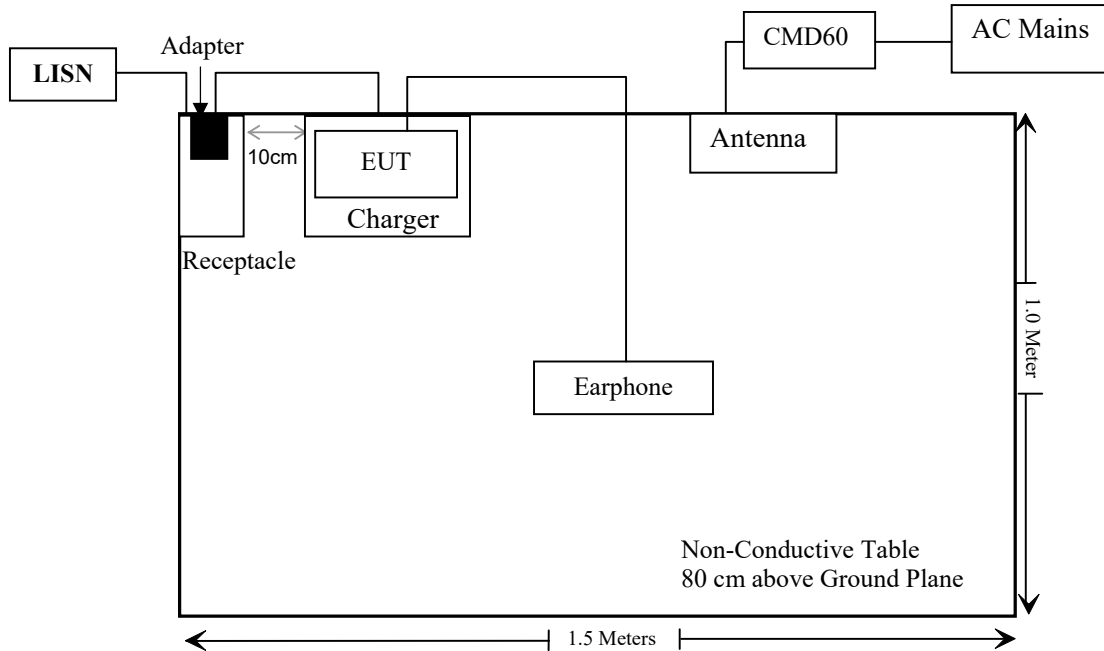 CMD60
AC Mains
Adapter
LISN
10cm
EUT
Charger
Antenna
Receptacle
1.0 Meter
Earphone
Non-Conductive Table
80 cm above Ground Plane
1.5 Meters